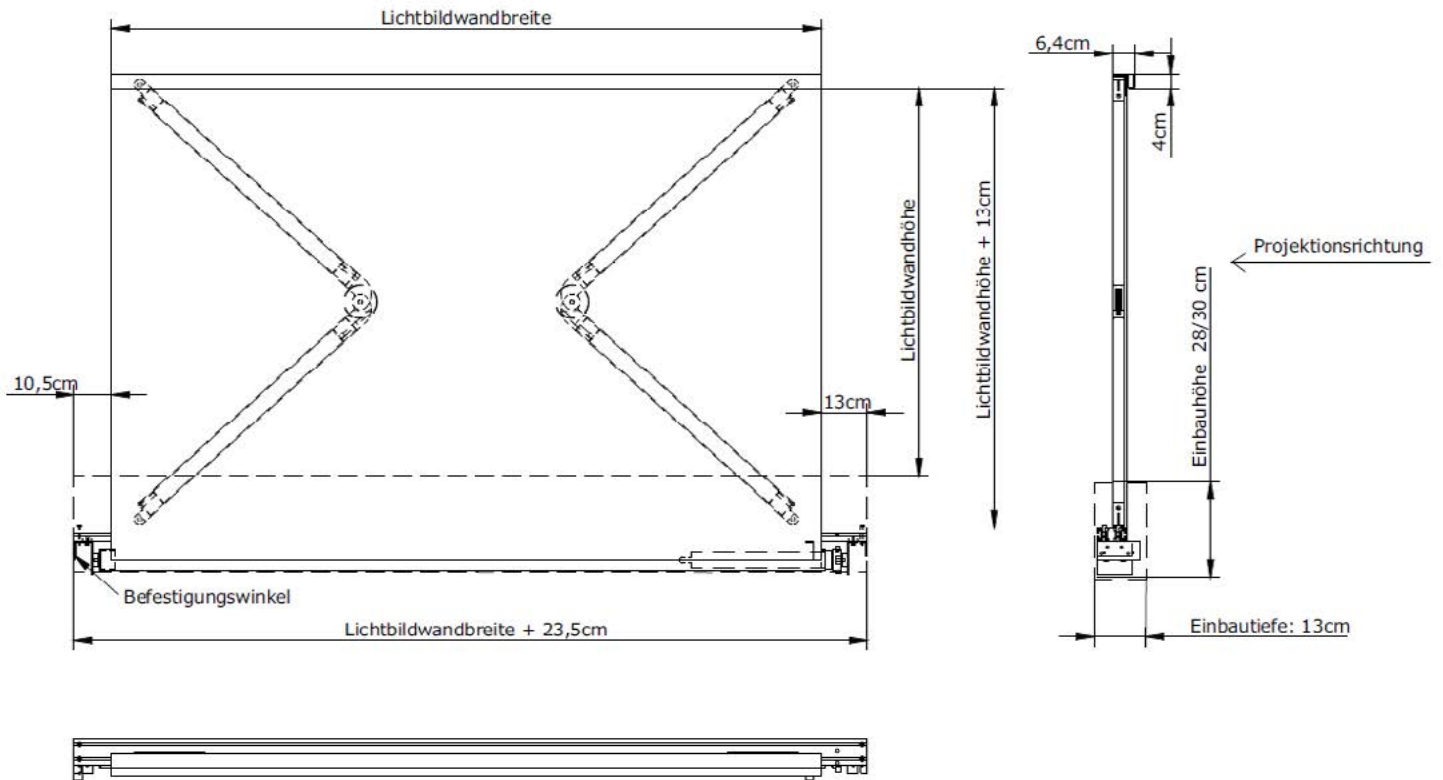 Lichtbildwandbreite
6,4cm
4cm
Lichtbildwandhöhe
Lichtbildwandhöhe + 13cm
Projektionsrichtung
Einbauhöhe 28/30 cm
10,5cm
13cm
Befestigungswinkel
Lichtbildwandbreite + 23,5cm
Einbautiefe: 13cm